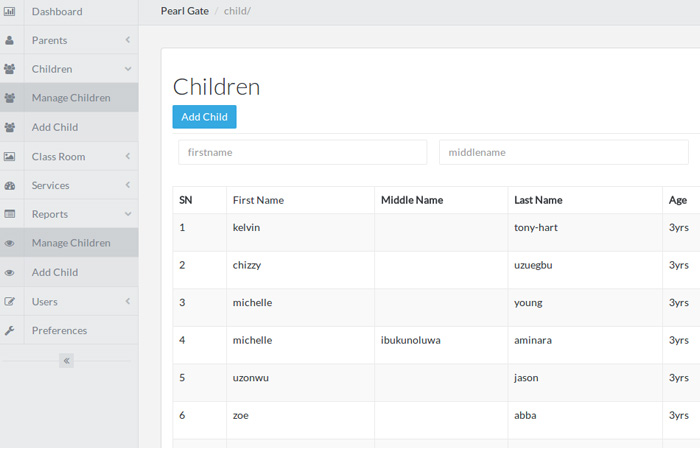 Dashboard
Parents
Children
Manage Children
Add Child
Class Room
Services
Reports
Manage Children
Add Child
Users
Preferences
Pearl Gate / child/
Children
Add Child
firstname middlename
SN First Name Middle Name Last Name Age
1 kelvin tony-hart 3yrs
2 chizzy uzuegbu 3yrs
3 michelle young 3yrs
4 michelle ibukunoluwa aminara 3yrs
5 uzonwu jason 3yrs
6 zoe abba 3yrs